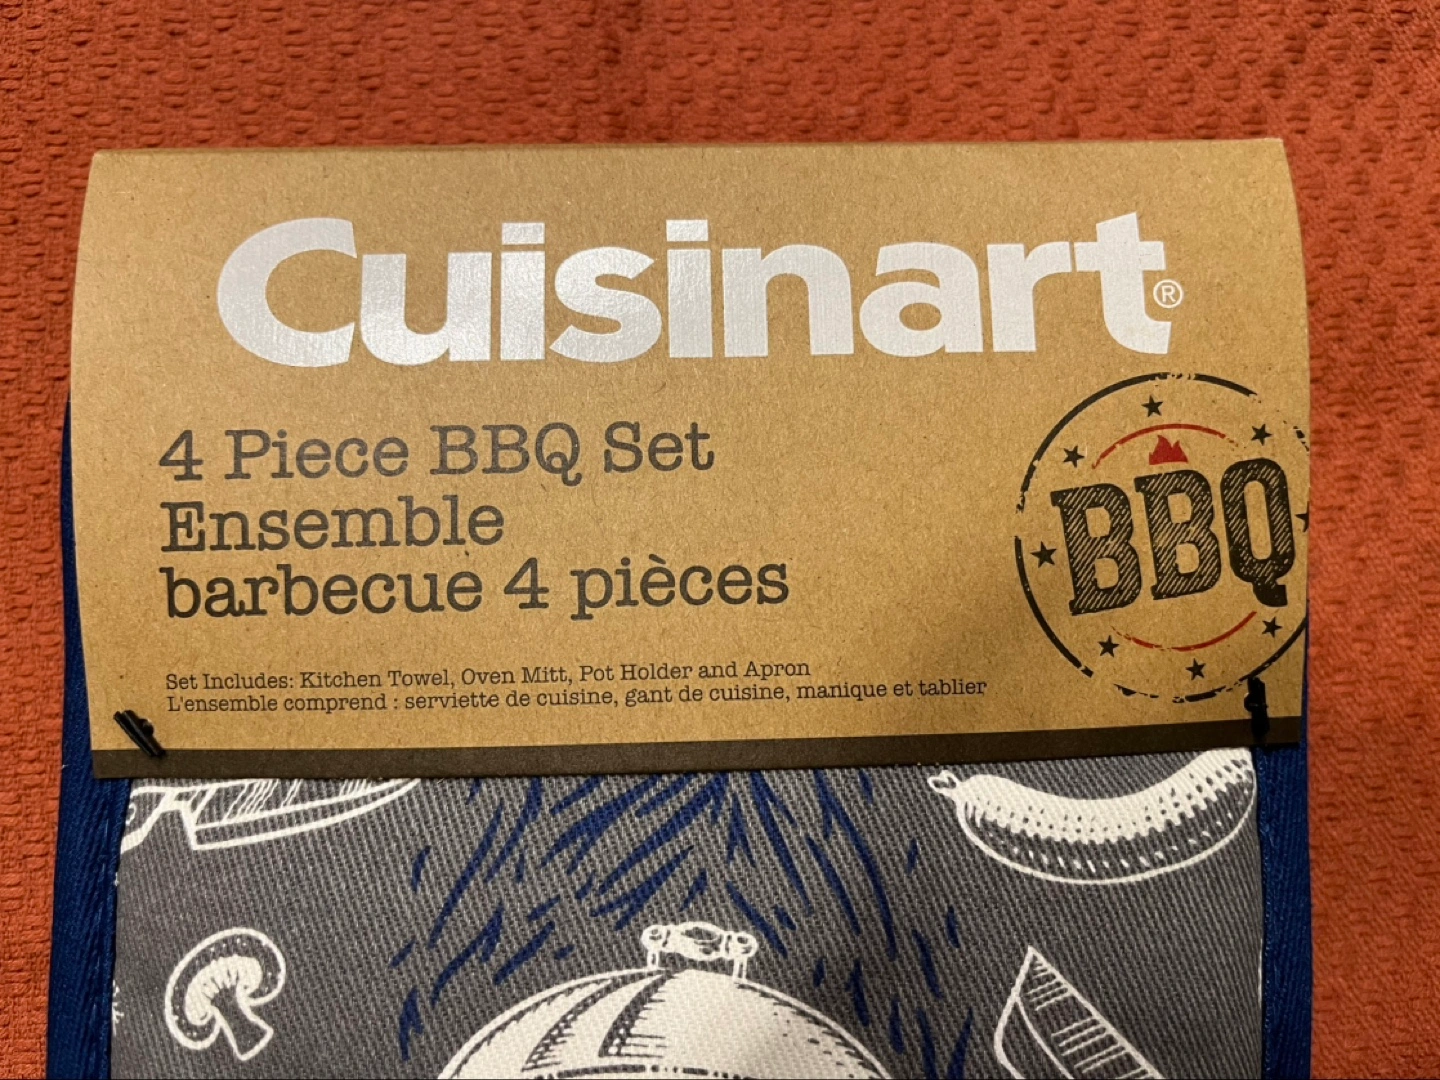 Cuisinart®
4 Piece BBQ Set
Ensemble
barbecue 4 pièces
BBQ
Set Includes: Kitchen Towel, Oven Mitt, Pot Holder and Apron
L'ensemble comprend : serviette de cuisine, gant de cuisine, manique et tablier